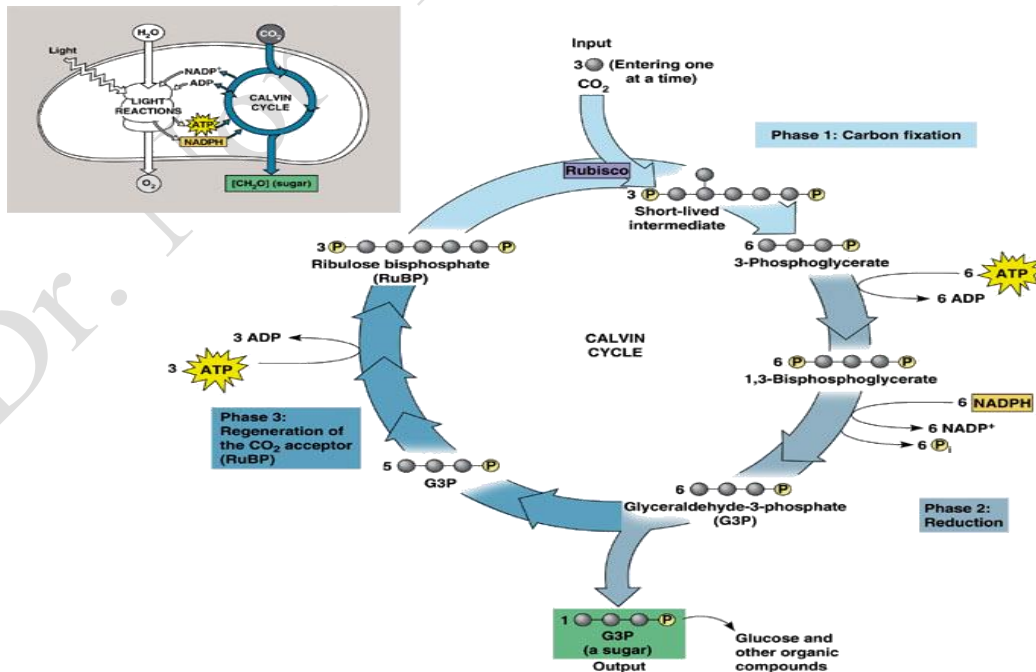 H₂O
CO₂
Light
NADP⁺
ADP
LIGHT
REACTIONS
CALVIN
CYCLE
ATP
NADPH
O₂
[CH₂O] (sugar)
Input
3 (Entering one
at a time)
CO₂
Phase 1: Carbon fixation
Rubisco
3 P P
Short-lived
intermediate
3 P P
Ribulose bisphosphate
(RuBP)
6 P
3-Phosphoglycerate
6 ATP
6 ADP
3 ADP
3 ATP
CALVIN
CYCLE
6 P P
1,3-Bisphosphoglycerate
6 NADPH
6 NADP⁺
6 Pᵢ
Phase 3:
Regeneration of
the CO₂ acceptor
(RuBP)
5 P
G3P
6 P
Glyceraldehyde-3-phosphate
(G3P)
Phase 2:
Reduction
1 P
G3P
(a sugar)
Output
Glucose and
other organic
compounds
Dr.